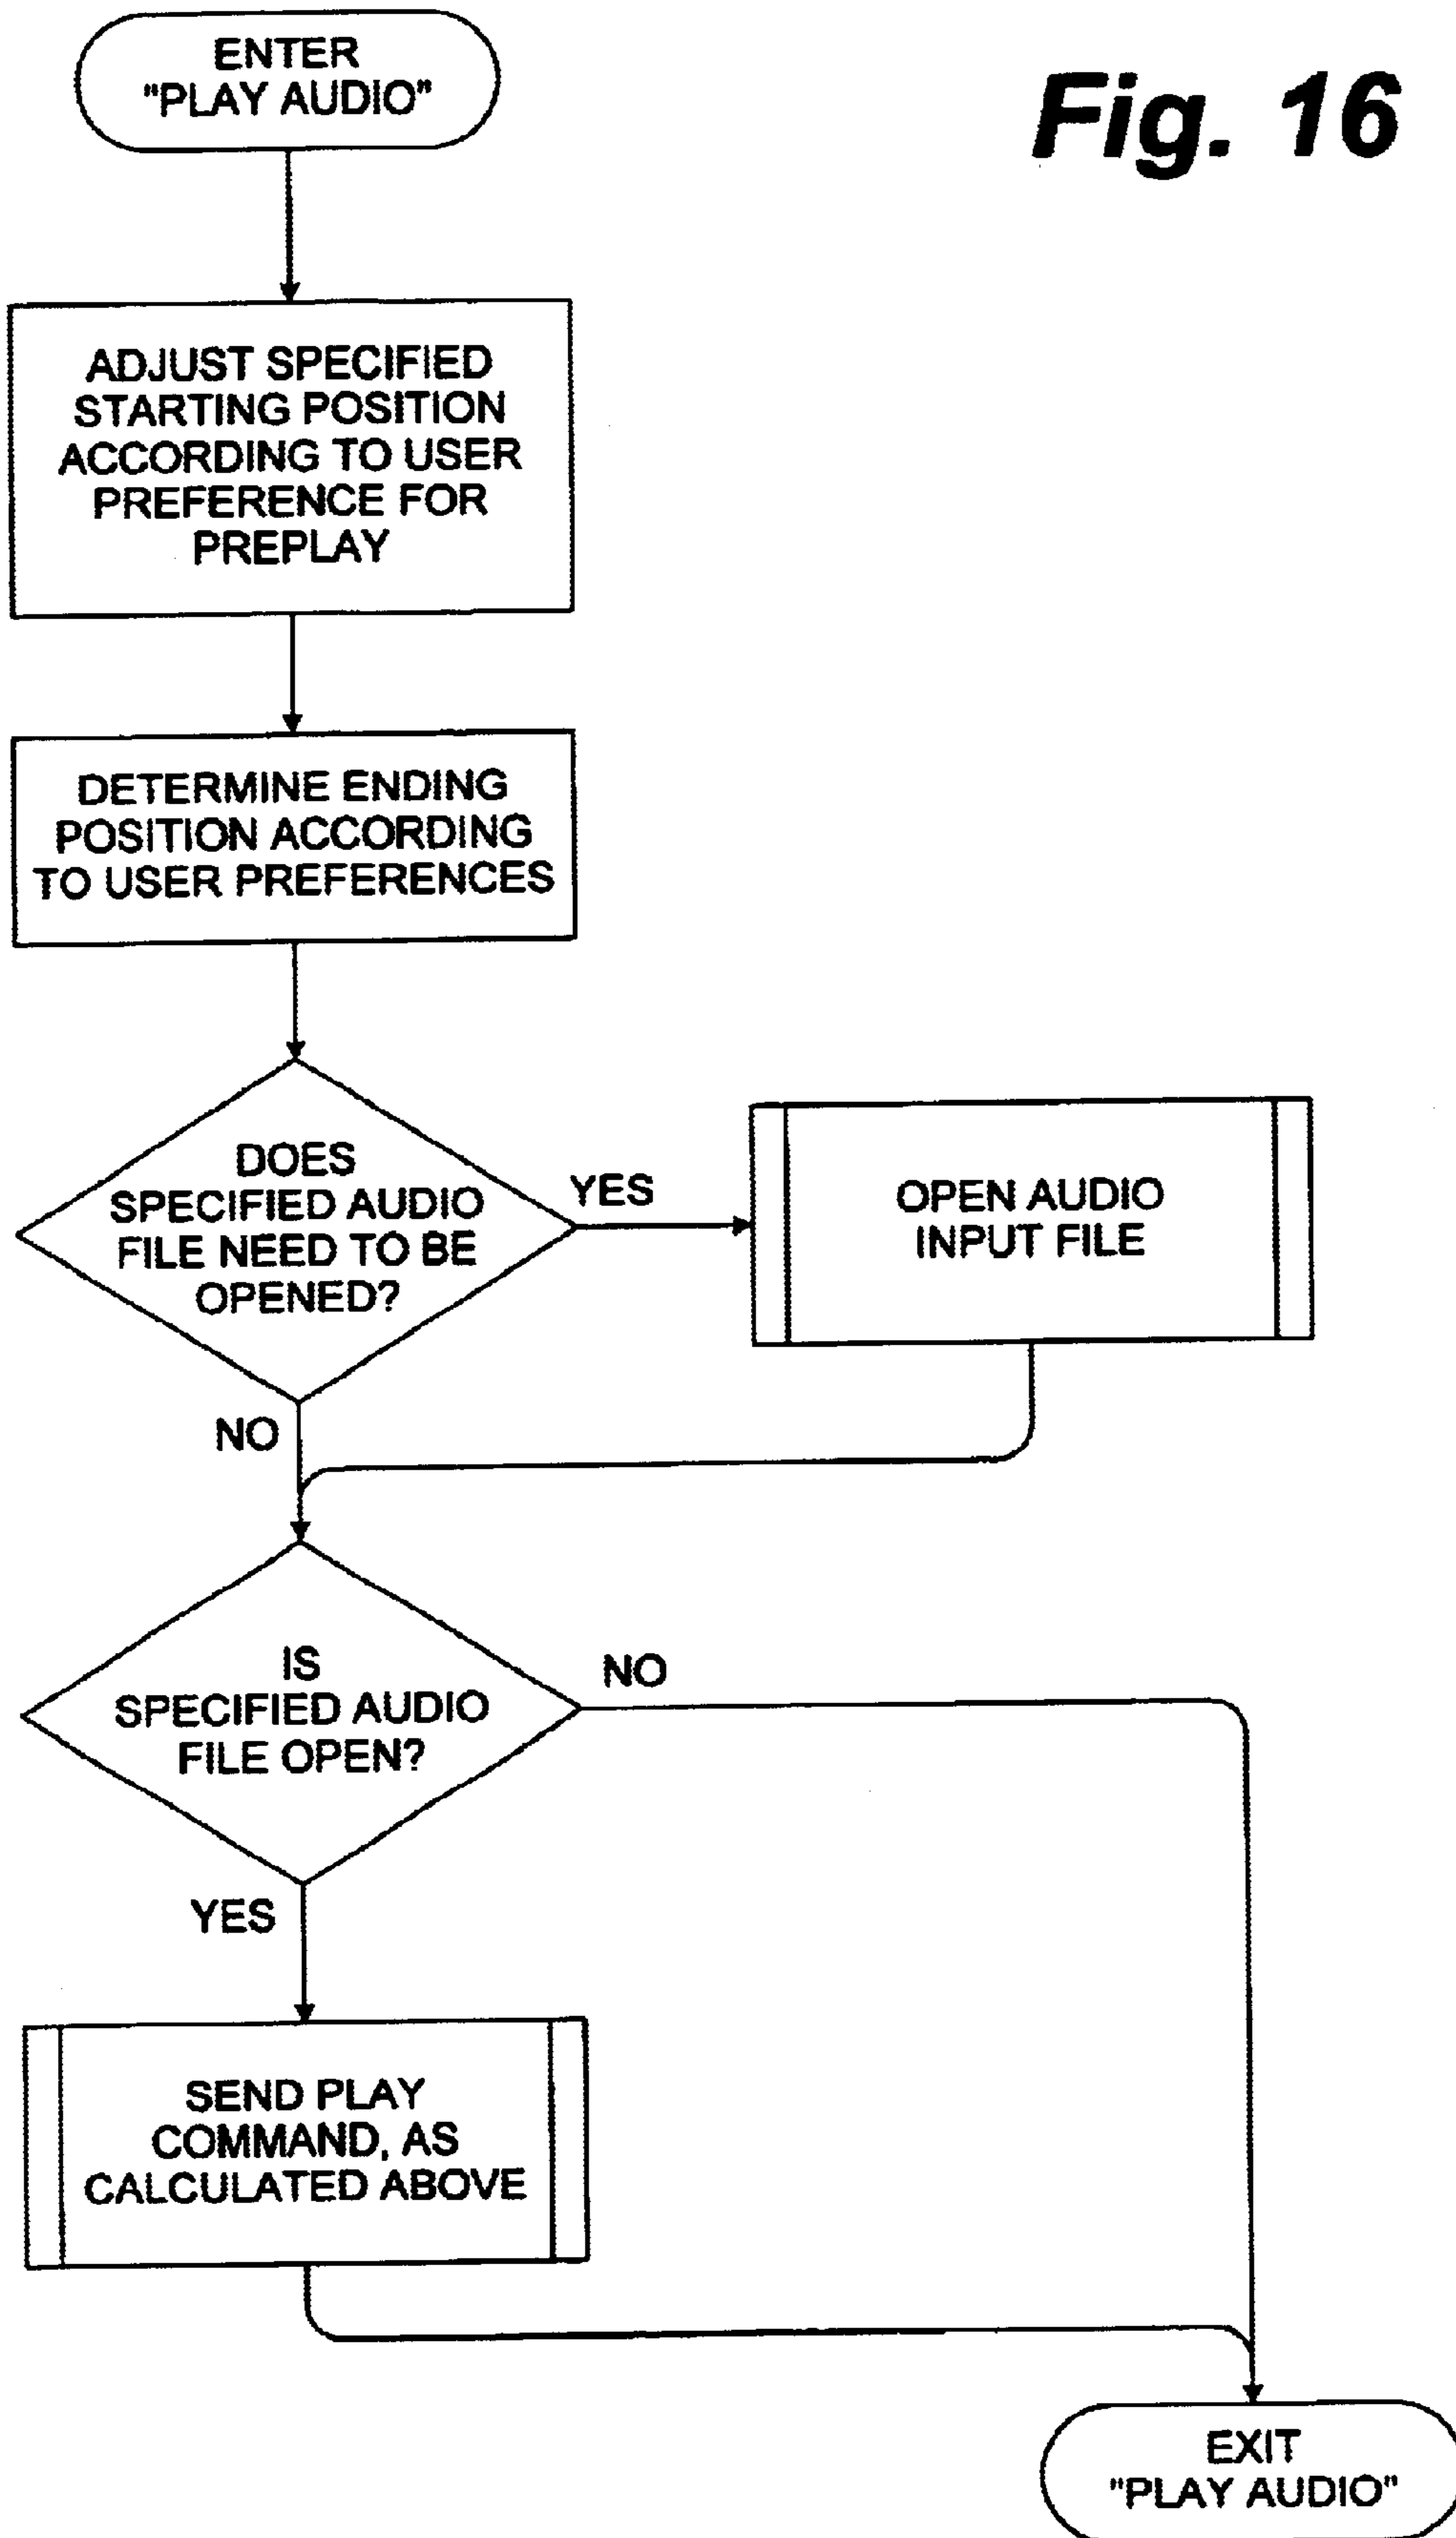 Fig. 16
ENTER
"PLAY AUDIO"
ADJUST SPECIFIED
STARTING POSITION
ACCORDING TO USER
PREFERENCE FOR
PREPLAY
DETERMINE ENDING
POSITION ACCORDING
TO USER PREFERENCES
DOES
SPECIFIED AUDIO
FILE NEED TO BE
OPENED?
YES
OPEN AUDIO
INPUT FILE
NO
IS
SPECIFIED AUDIO
FILE OPEN?
NO
YES
SEND PLAY
COMMAND, AS
CALCULATED ABOVE
EXIT
"PLAY AUDIO"